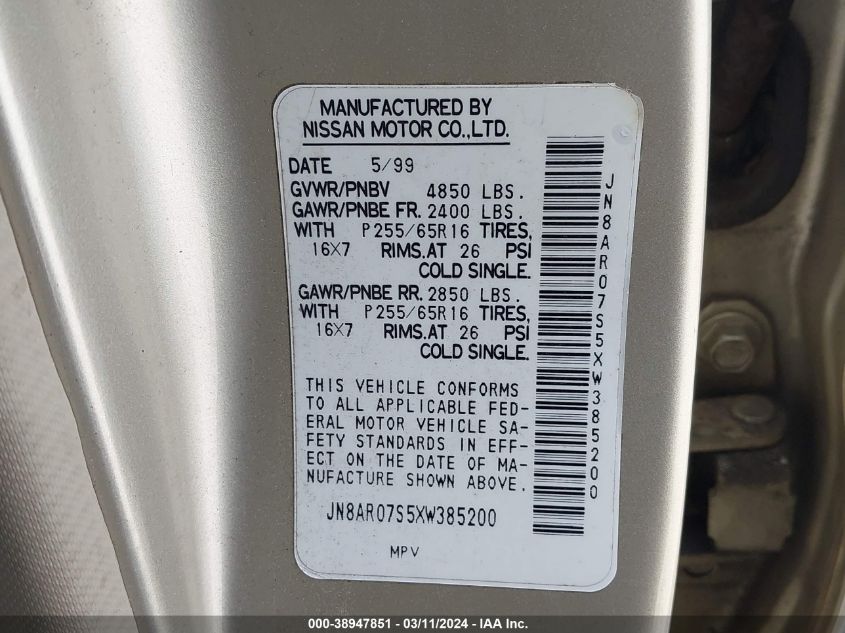 MANUFACTURED BY
NISSAN MOTOR CO.,LTD.
DATE 5/99
GVWR/PNBV 4850 LBS.
GAWR/PNBE FR. 2400 LBS.
WITH P255/65R16 TIRES,
16X7 RIMS.AT 26 PSI
COLD SINGLE.
GAWR/PNBE RR. 2850 LBS.
WITH P255/65R16 TIRES,
16X7 RIMS.AT 26 PSI
COLD SINGLE.
THIS VEHICLE CONFORMS
TO ALL APPLICABLE FED-
ERAL MOTOR VEHICLE SA-
FETY STANDARDS IN EFF-
ECT ON THE DATE OF MA-
NUFACTURE SHOWN ABOVE.
JN8AR07S5XW385200
MPV
JN8AR07S5XW385200
000-38947851 - 03/11/2024 - IAA Inc.